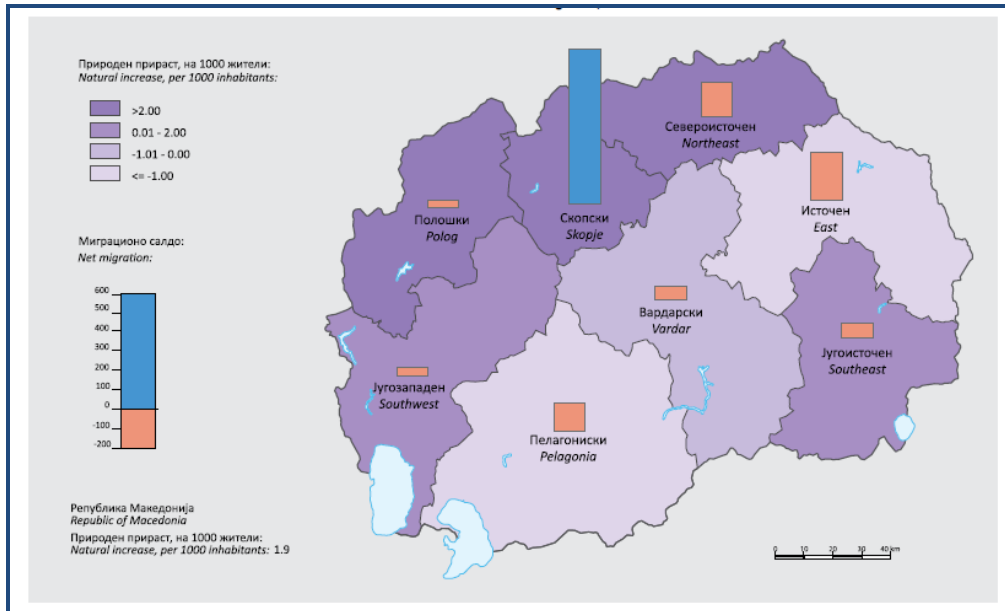 Природен прираст, на 1000 жители:
Natural increase, per 1000 inhabitants:
>2.00
0.01 - 2.00
-1.01 - 0.00
<= -1.00
Миграционо салдо:
Net migration:
600
500
400
300
200
100
0
-100
-200
Североисточен
Northeast
Полошки
Polog
Скопски
Skopje
Источен
East
Вардарски
Vardar
Југоисточен
Southeast
Југозападен
Southwest
Пелагониски
Pelagonia
Република Македонија
Republic of Macedonia
Природен прираст, на 1000 жители:
Natural increase, per 1000 inhabitants: 1.9
0 10 20 30 40 km